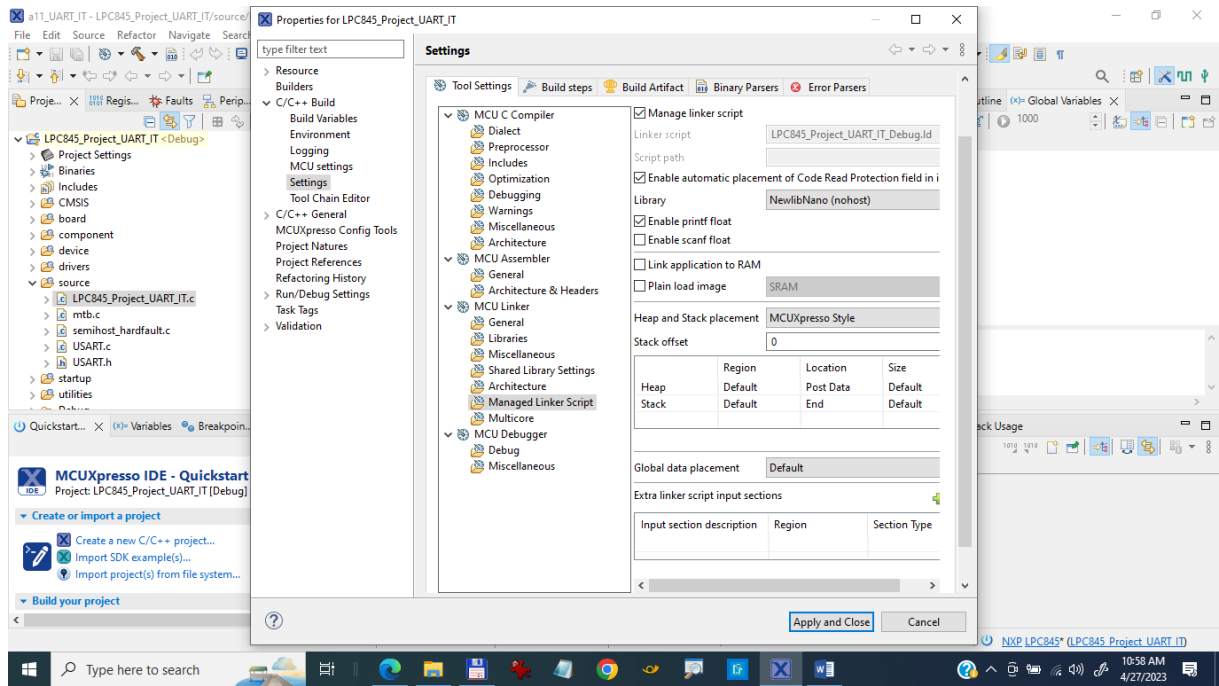 a11_UART_IT - LPC845_Project_UART_IT/source/
File Edit Source Refactor Navigate Search
Proje... Regis... Faults Perip...
LPC845_Project_UART_IT <Debug>
Project Settings
Binaries
Includes
CMSIS
board
component
device
drivers
source
LPC845_Project_UART_IT.c
mtb.c
semihost_hardfault.c
USART.c
USART.h
startup
utilities
Quickstart... (x)= Variables Breakpoin...
MCUXpresso IDE - Quickstart
IDE
Project: LPC845_Project_UART_IT [Debug]
Create or import a project
Create a new C/C++ project...
Import SDK example(s)...
Import project(s) from file system...
Build your project
Properties for LPC845_Project_UART_IT
type filter text
Resource
Builders
C/C++ Build
Build Variables
Environment
Logging
MCU settings
Settings
Tool Chain Editor
C/C++ General
MCUXpresso Config Tools
Project Natures
Project References
Refactoring History
Run/Debug Settings
Task Tags
Validation
Settings
Tool Settings Build steps Build Artifact Binary Parsers Error Parsers
MCU C Compiler
Dialect
Preprocessor
Includes
Optimization
Debugging
Warnings
Miscellaneous
Architecture
MCU Assembler
General
Architecture & Headers
MCU Linker
General
Libraries
Miscellaneous
Shared Library Settings
Architecture
Managed Linker Script
Multicore
MCU Debugger
Debug
Miscellaneous
Manage linker script
Linker script LPC845_Project_UART_IT_Debug.ld
Script path
Enable automatic placement of Code Read Protection field in i
Library NewlibNano (nohost)
Enable printf float
Enable scanf float
Link application to RAM
Plain load image SRAM
Heap and Stack placement MCUXpresso Style
Stack offset 0
Region Location Size
Heap Default Post Data Default
Stack Default End Default
Global data placement Default
Extra linker script input sections
Input section description Region Section Type
Apply and Close Cancel
utline (x)= Global Variables
1000
ack Usage
NXP LPC845* (LPC845_Project_UART_IT)
Type here to search
10:58 AM
4/27/2023